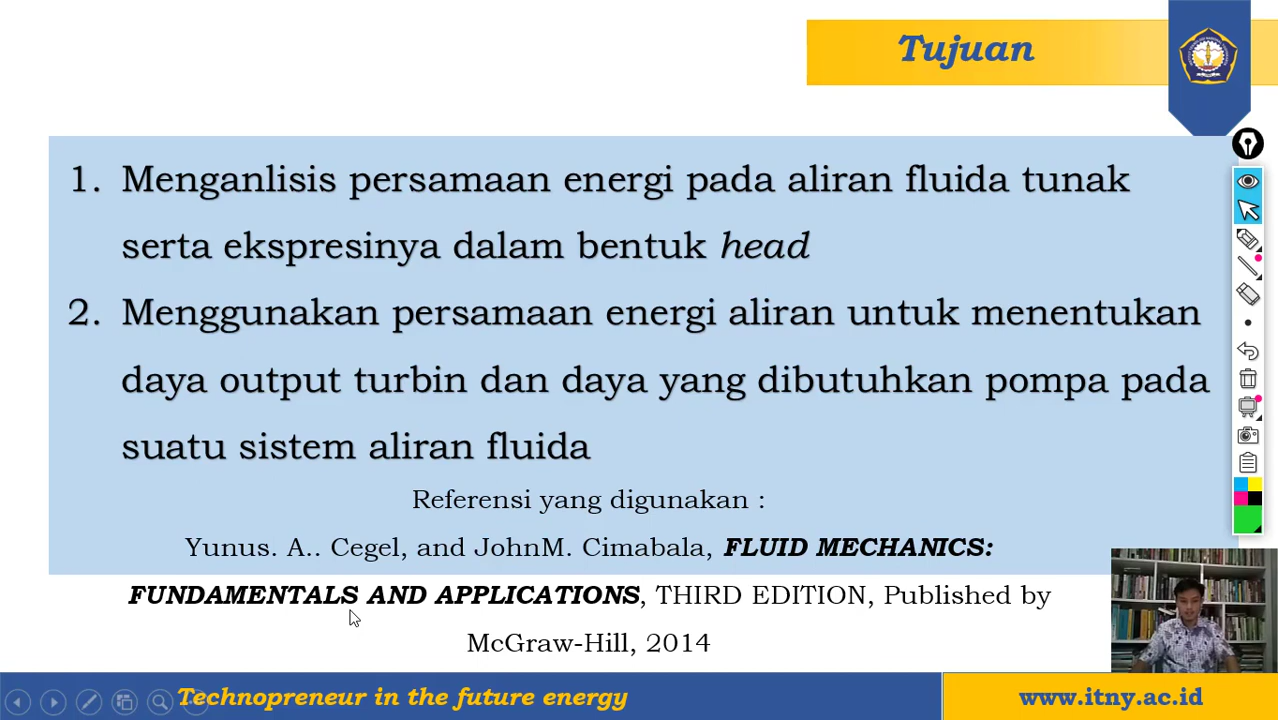 Tujuan
1. Menganlisis persamaan energi pada aliran fluida tunak
serta ekspresinya dalam bentuk head
2. Menggunakan persamaan energi aliran untuk menentukan
daya output turbin dan daya yang dibutuhkan pompa pada
suatu sistem aliran fluida
Referensi yang digunakan :
Yunus. A.. Cegel, and JohnM. Cimabala, FLUID MECHANICS:
FUNDAMENTALS AND APPLICATIONS, THIRD EDITION, Published by
McGraw-Hill, 2014
Technopreneur in the future energy
www.itny.ac.id